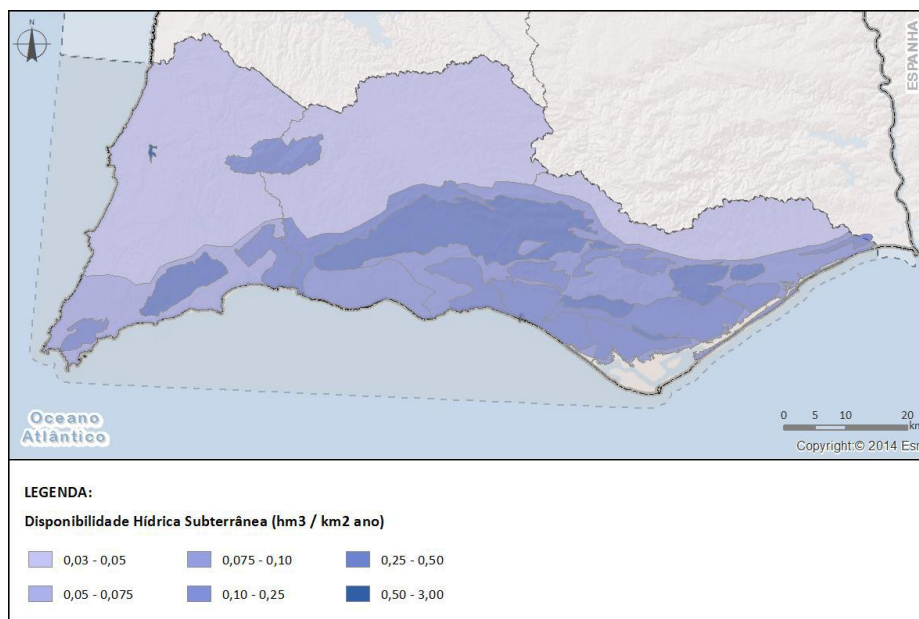 N
ESPANHA
Oceano
Atlântico
0 5 10 20
km
Copyright:© 2014 Esr
LEGENDA:
Disponibilidade Hídrica Subterrânea (hm3 / km2 ano)
0,03 - 0,05
0,075 - 0,10
0,25 - 0,50
0,05 - 0,075
0,10 - 0,25
0,50 - 3,00